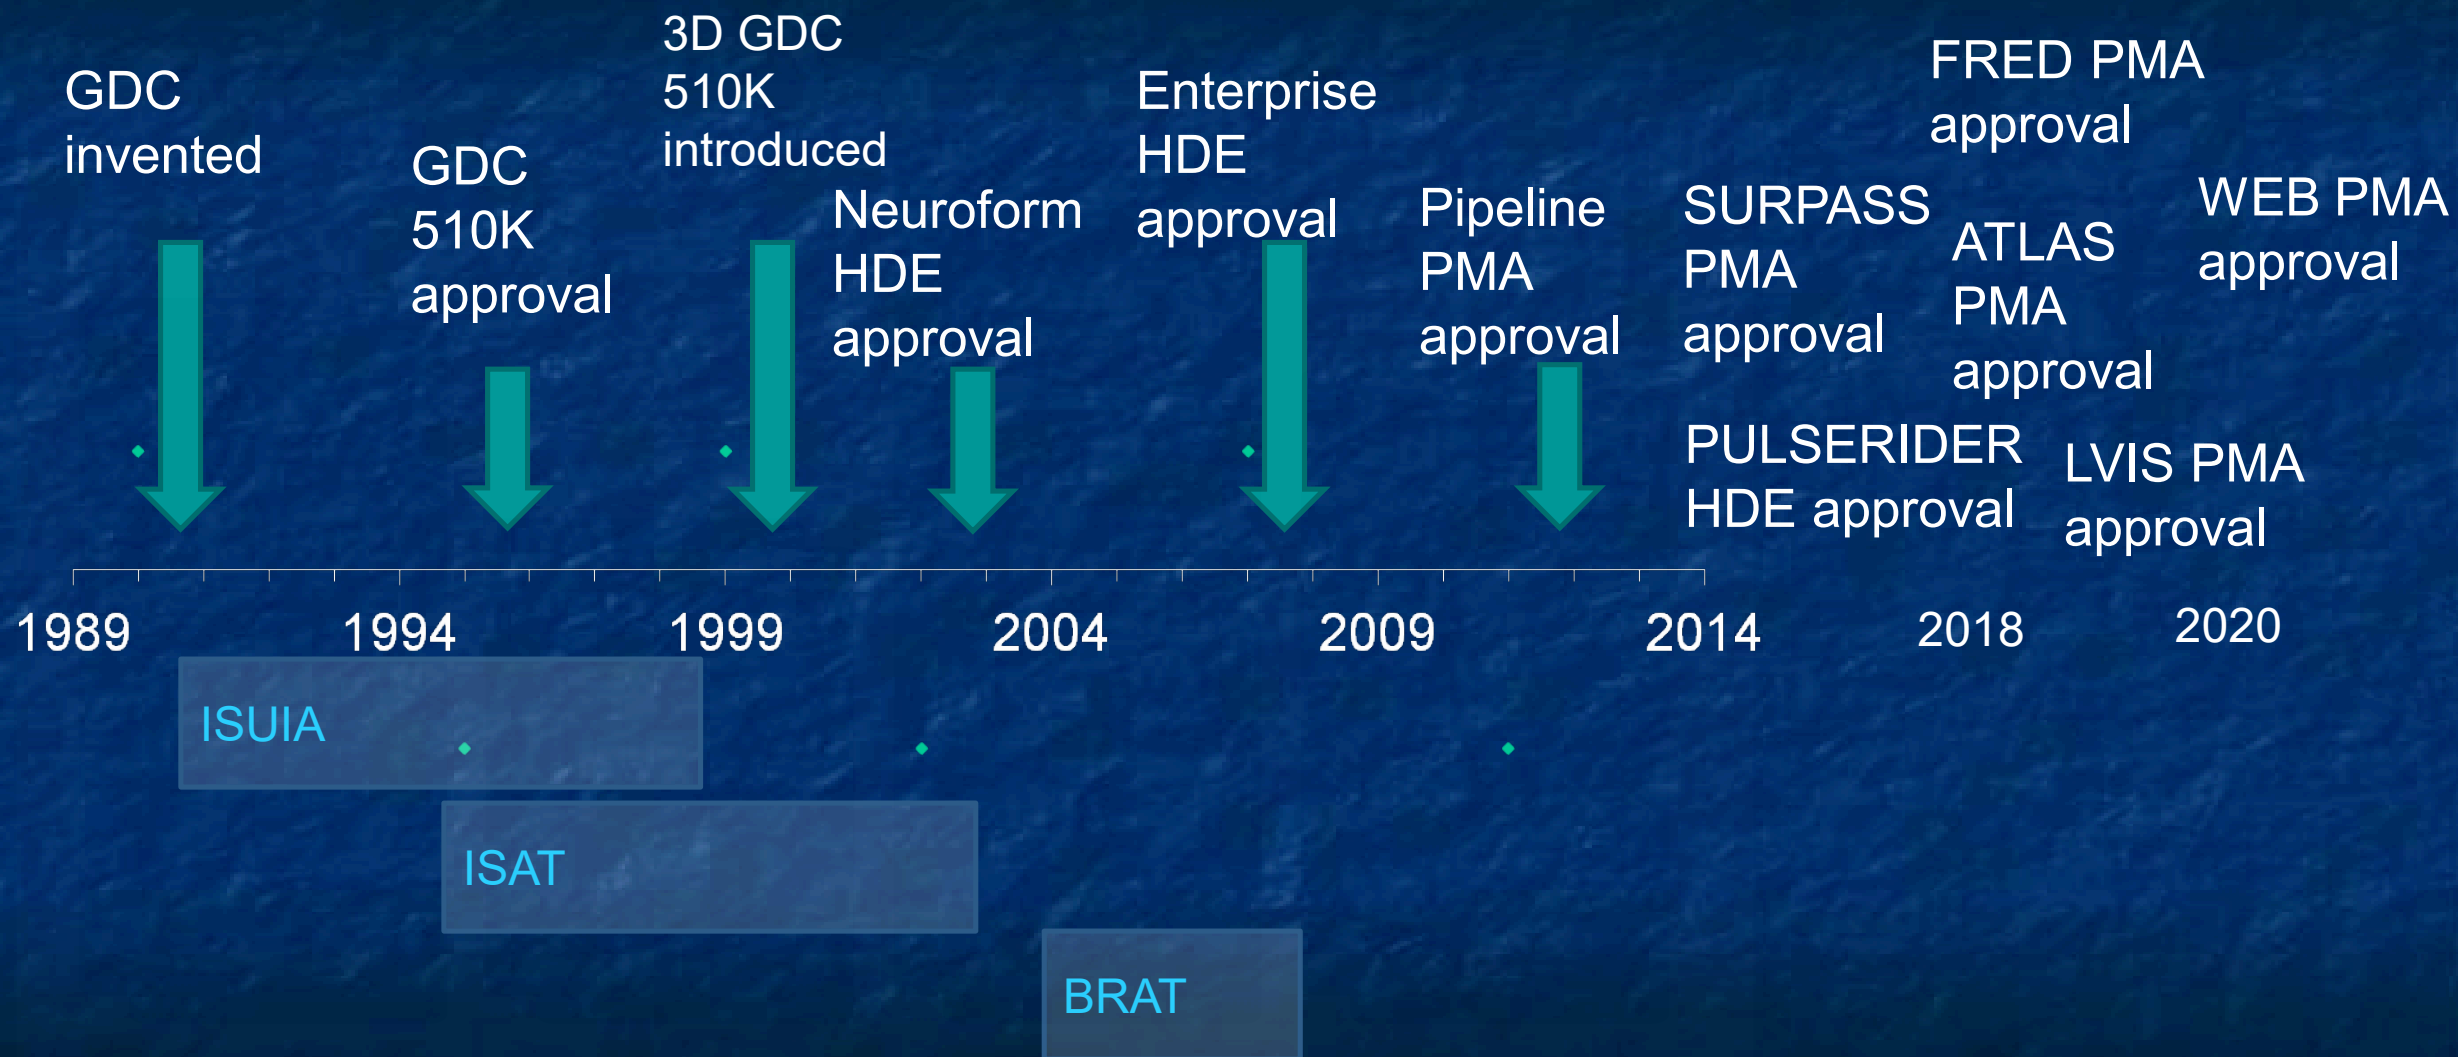 GDC
invented
GDC
510K
approval
3D GDC
510K
introduced
Neuroform
HDE
approval
Enterprise
HDE
approval
Pipeline
PMA
approval
SURPASS
PMA
approval
PULSERIDER
HDE approval
FRED PMA
approval
ATLAS
PMA
approval
LVIS PMA
approval
WEB PMA
approval
1989
1994
1999
2004
2009
2014
2018
2020
ISUIA
ISAT
BRAT